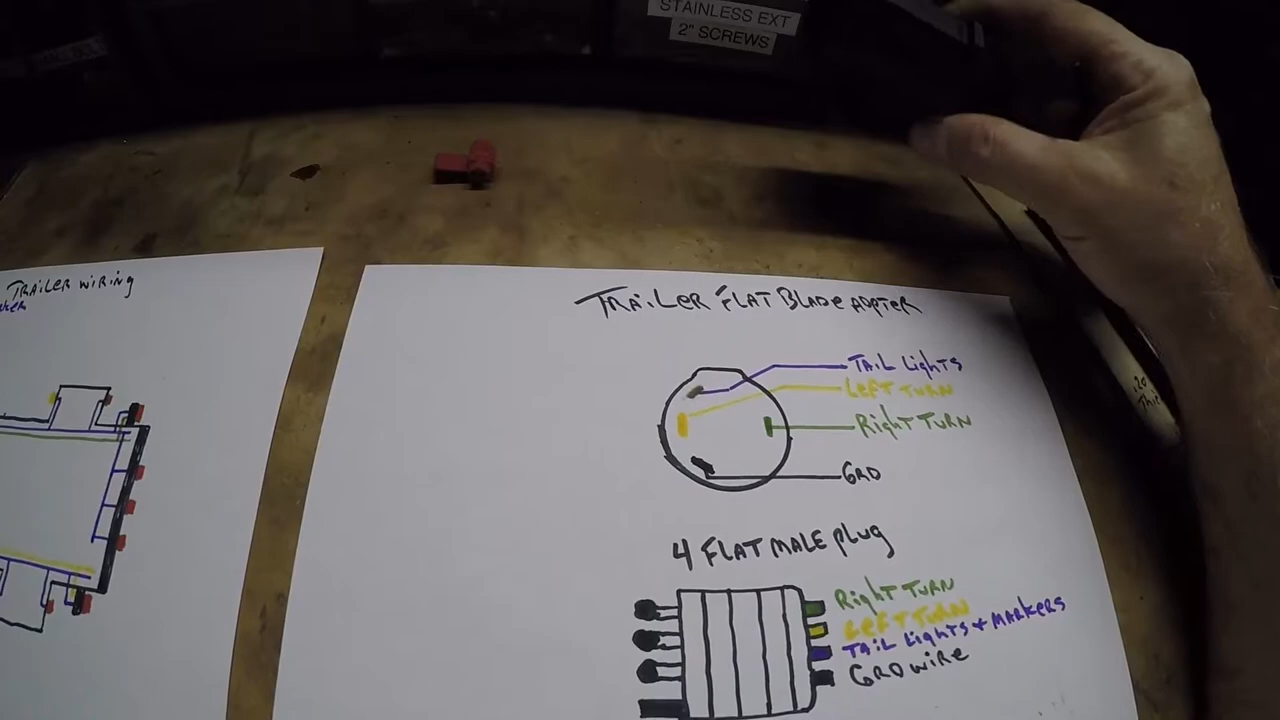 STAINLESS EXT
2" SCREWS
TRAILER WIRING
TRAILER FLAT BLADE ADPTER
TAIL LIGHTS
LEFT TURN
RIGHT TURN
GRD
4 FLAT MALE PLUG
RIGHT TURN
LEFT TURN
TAIL LIGHTS + MARKERS
GRD WIRE